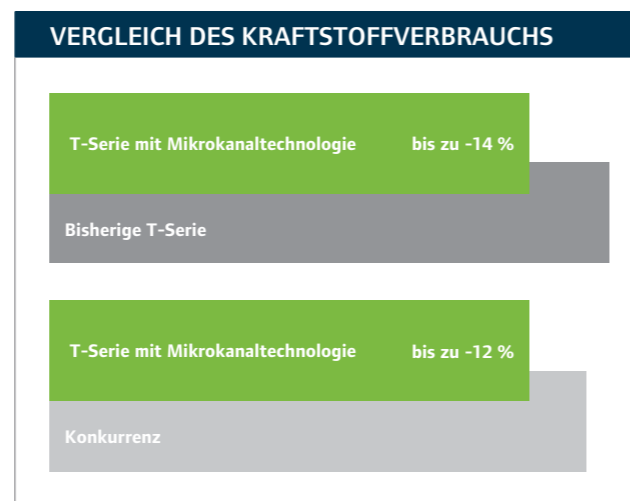 VERGLEICH DES KRAFTSTOFFVERBRAUCHS
T-Serie mit Mikrokanaltechnologie bis zu -14 %
Bisherige T-Serie
T-Serie mit Mikrokanaltechnologie bis zu -12 %
Konkurrenz